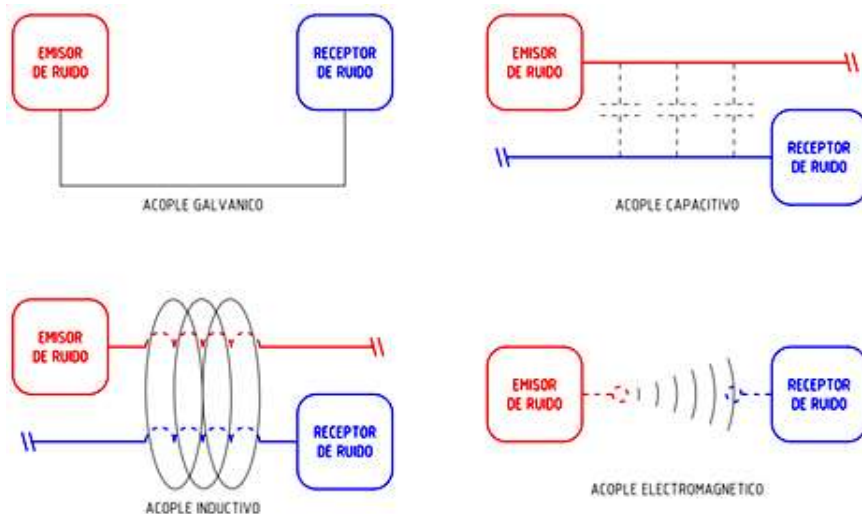 EMISOR
DE RUIDO
RECEPTOR
DE RUIDO
ACOPLE GALVANICO
EMISOR
DE RUIDO
RECEPTOR
DE RUIDO
ACOPLE CAPACITIVO
EMISOR
DE RUIDO
RECEPTOR
DE RUIDO
ACOPLE INDUCTIVO
EMISOR
DE RUIDO
RECEPTOR
DE RUIDO
ACOPLE ELECTROMAGNETICO